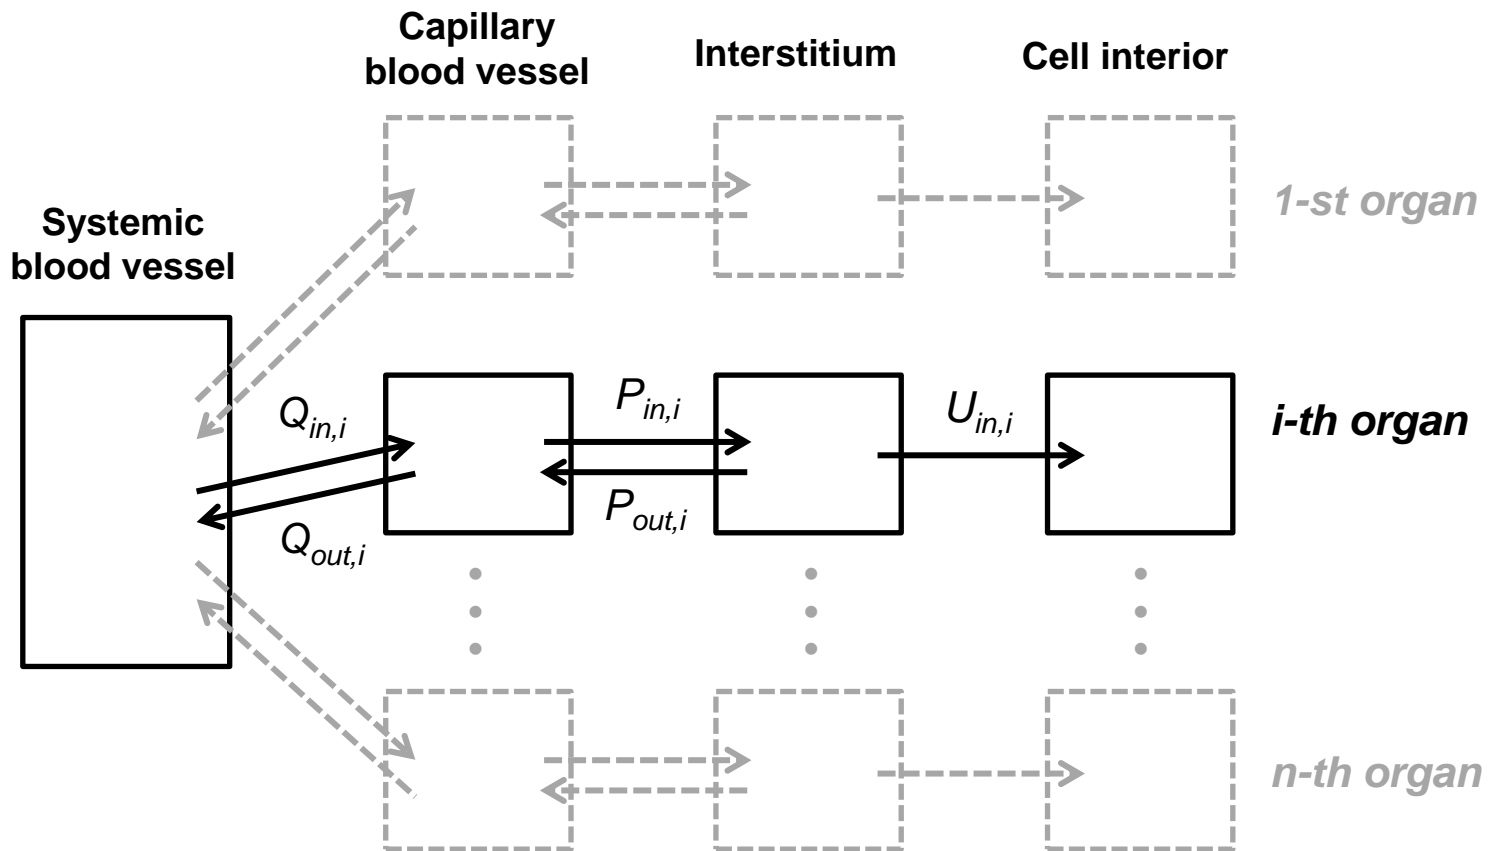 Capillary
blood vessel
Interstitium
Cell interior
1-st organ
Systemic
blood vessel
Q_in,i
P_in,i
U_in,i
i-th organ
Q_out,i
P_out,i
n-th organ